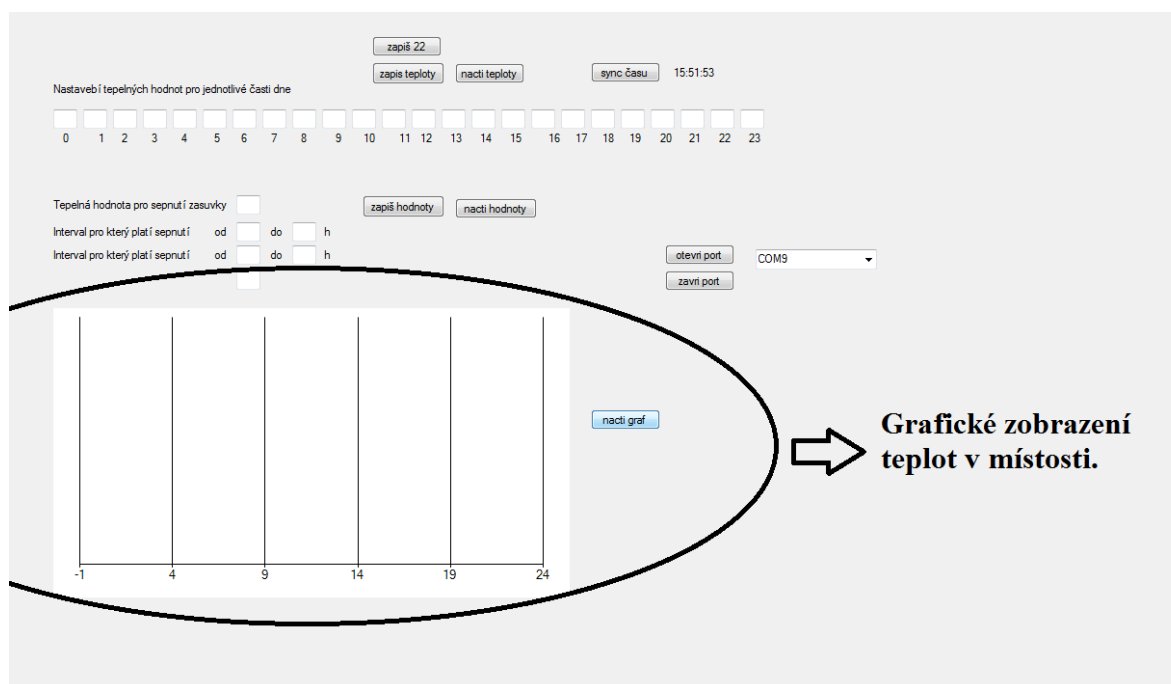 zapiš 22
zapis teploty nacti teploty sync času 15:51:53
Nastavebí tepelných hodnot pro jednotlivé časti dne
0 1 2 3 4 5 6 7 8 9 10 11 12 13 14 15 16 17 18 19 20 21 22 23
Tepelná hodnota pro sepnutí zasuvky zapiš hodnoty nacti hodnoty
Interval pro který platí sepnutí od do h
Interval pro který platí sepnutí od do h otevri port COM9
zavri port
nacti graf
Grafické zobrazení
teplot v místosti.
-1 4 9 14 19 24